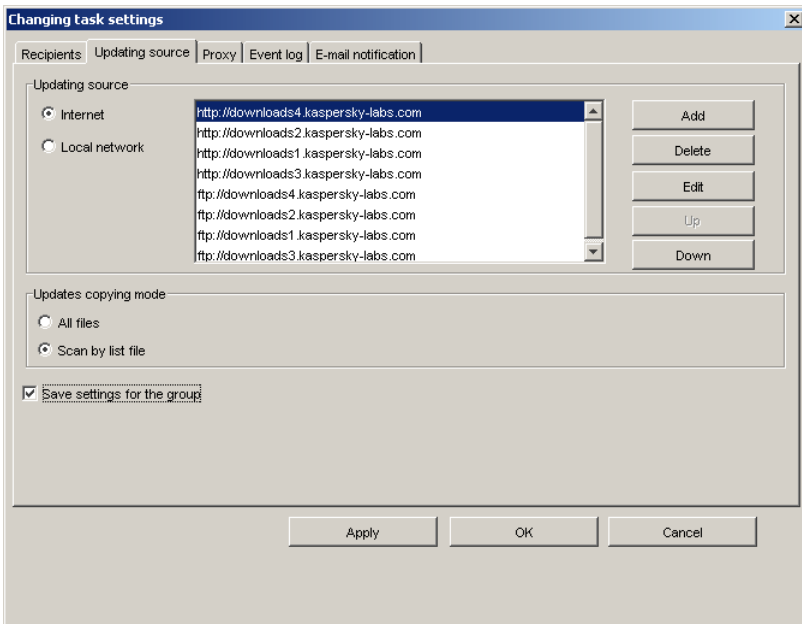 Changing task settings
Recipients Updating source Proxy Event log E-mail notification
Updating source
Internet
Local network
http://downloads4.kaspersky-labs.com
http://downloads2.kaspersky-labs.com
http://downloads1.kaspersky-labs.com
http://downloads3.kaspersky-labs.com
ftp://downloads4.kaspersky-labs.com
ftp://downloads2.kaspersky-labs.com
ftp://downloads1.kaspersky-labs.com
ftp://downloads3.kaspersky-labs.com
Add
Delete
Edit
Up
Down
Updates copying mode
All files
Scan by list file
Save settings for the group
Apply OK Cancel